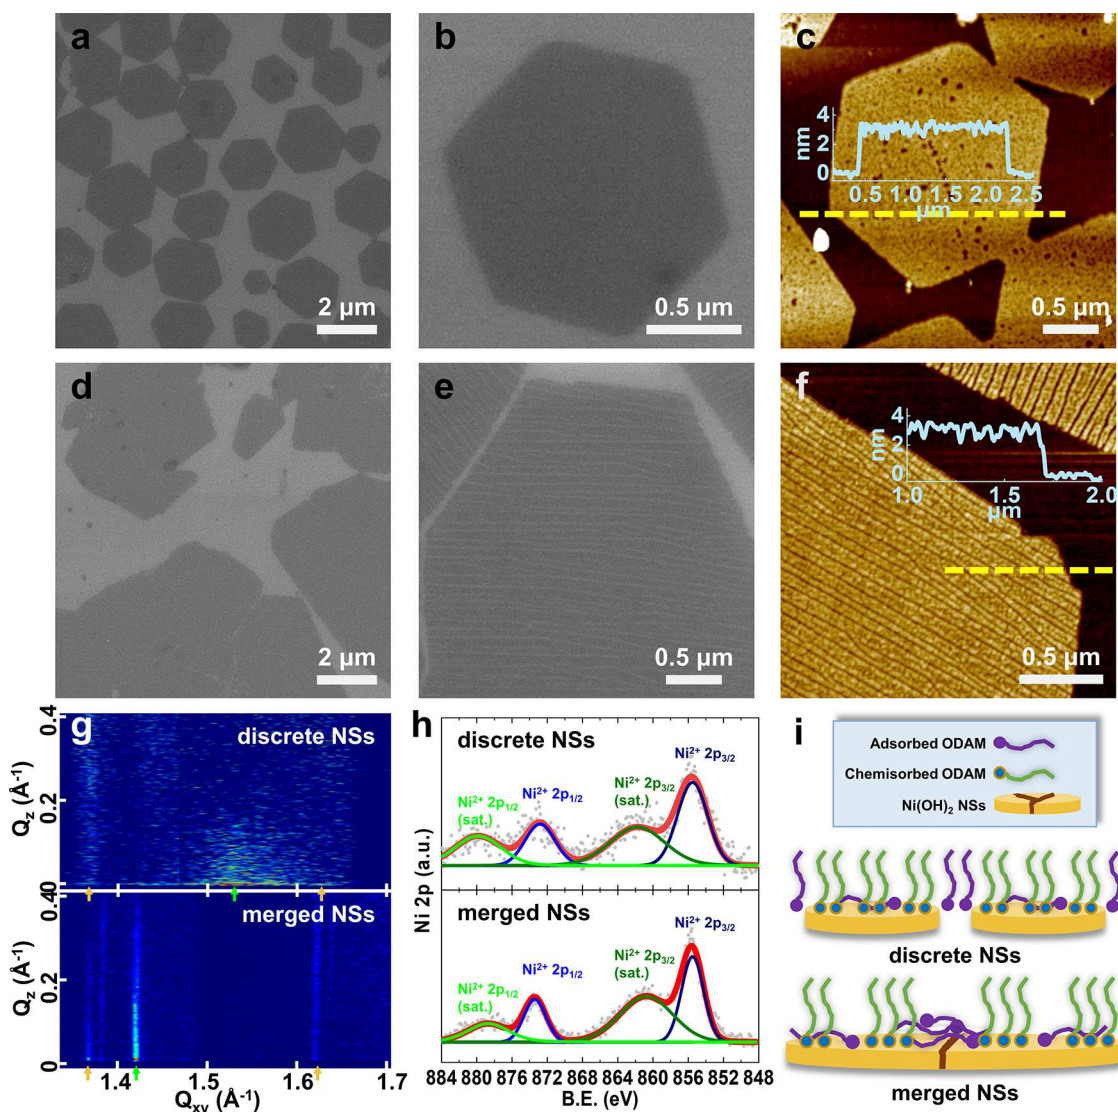 a
2 µm
b
0.5 µm
c
4
2
0
nm
0.5 1.0 1.5 2.0 2.5
µm
0.5 µm
d
2 µm
e
0.5 µm
f
4
2
0
nm
1.0 1.5 2.0
µm
0.5 µm
g
discrete NSs
0.4
0.2
0
Qz (Å-1)
merged NSs
0.4
0.2
0
Qz (Å-1)
1.4 1.5 1.6 1.7
Qxy (Å-1)
h
discrete NSs
Ni2+ 2p1/2
(sat.)
Ni2+ 2p1/2
Ni2+ 2p3/2
(sat.)
Ni2+ 2p3/2
Ni 2p (a.u.)
merged NSs
Ni2+ 2p1/2
(sat.)
Ni2+ 2p1/2
Ni2+ 2p3/2
(sat.)
Ni2+ 2p3/2
884 880 876 872 868 864 860 856 852 848
B.E. (eV)
i
Adsorbed ODAM
Chemisorbed ODAM
Ni(OH)2 NSs
discrete NSs
merged NSs